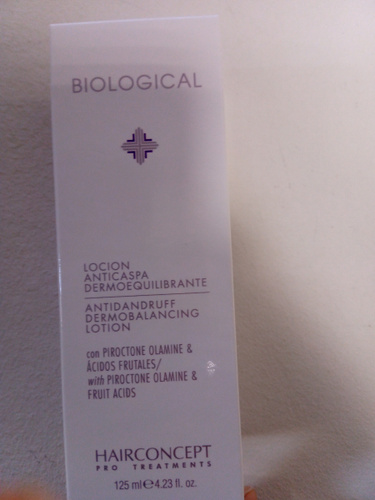 BIOLOGICAL
LOCION
ANTICASPA
DERMOEQUILIBRANTE
ANTIDANDRUFF
DERMOBALANCING
LOTION
con PIROCTONE OLAMINE &
ÁCIDOS FRUTALES/
with PIROCTONE OLAMINE &
FRUIT ACIDS
HAIRCONCEPT
PRO TREATMENTS
125 ml℮4.23 fl. oz.